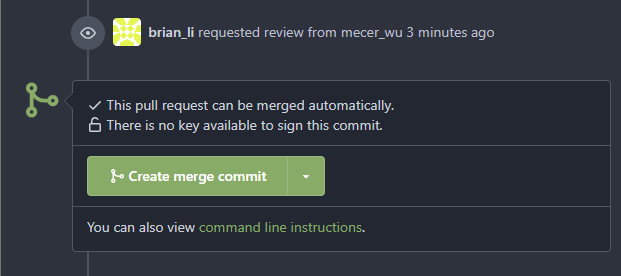 brian_li requested review from mecer_wu 3 minutes ago
This pull request can be merged automatically.
There is no key available to sign this commit.
Create merge commit
You can also view command line instructions.